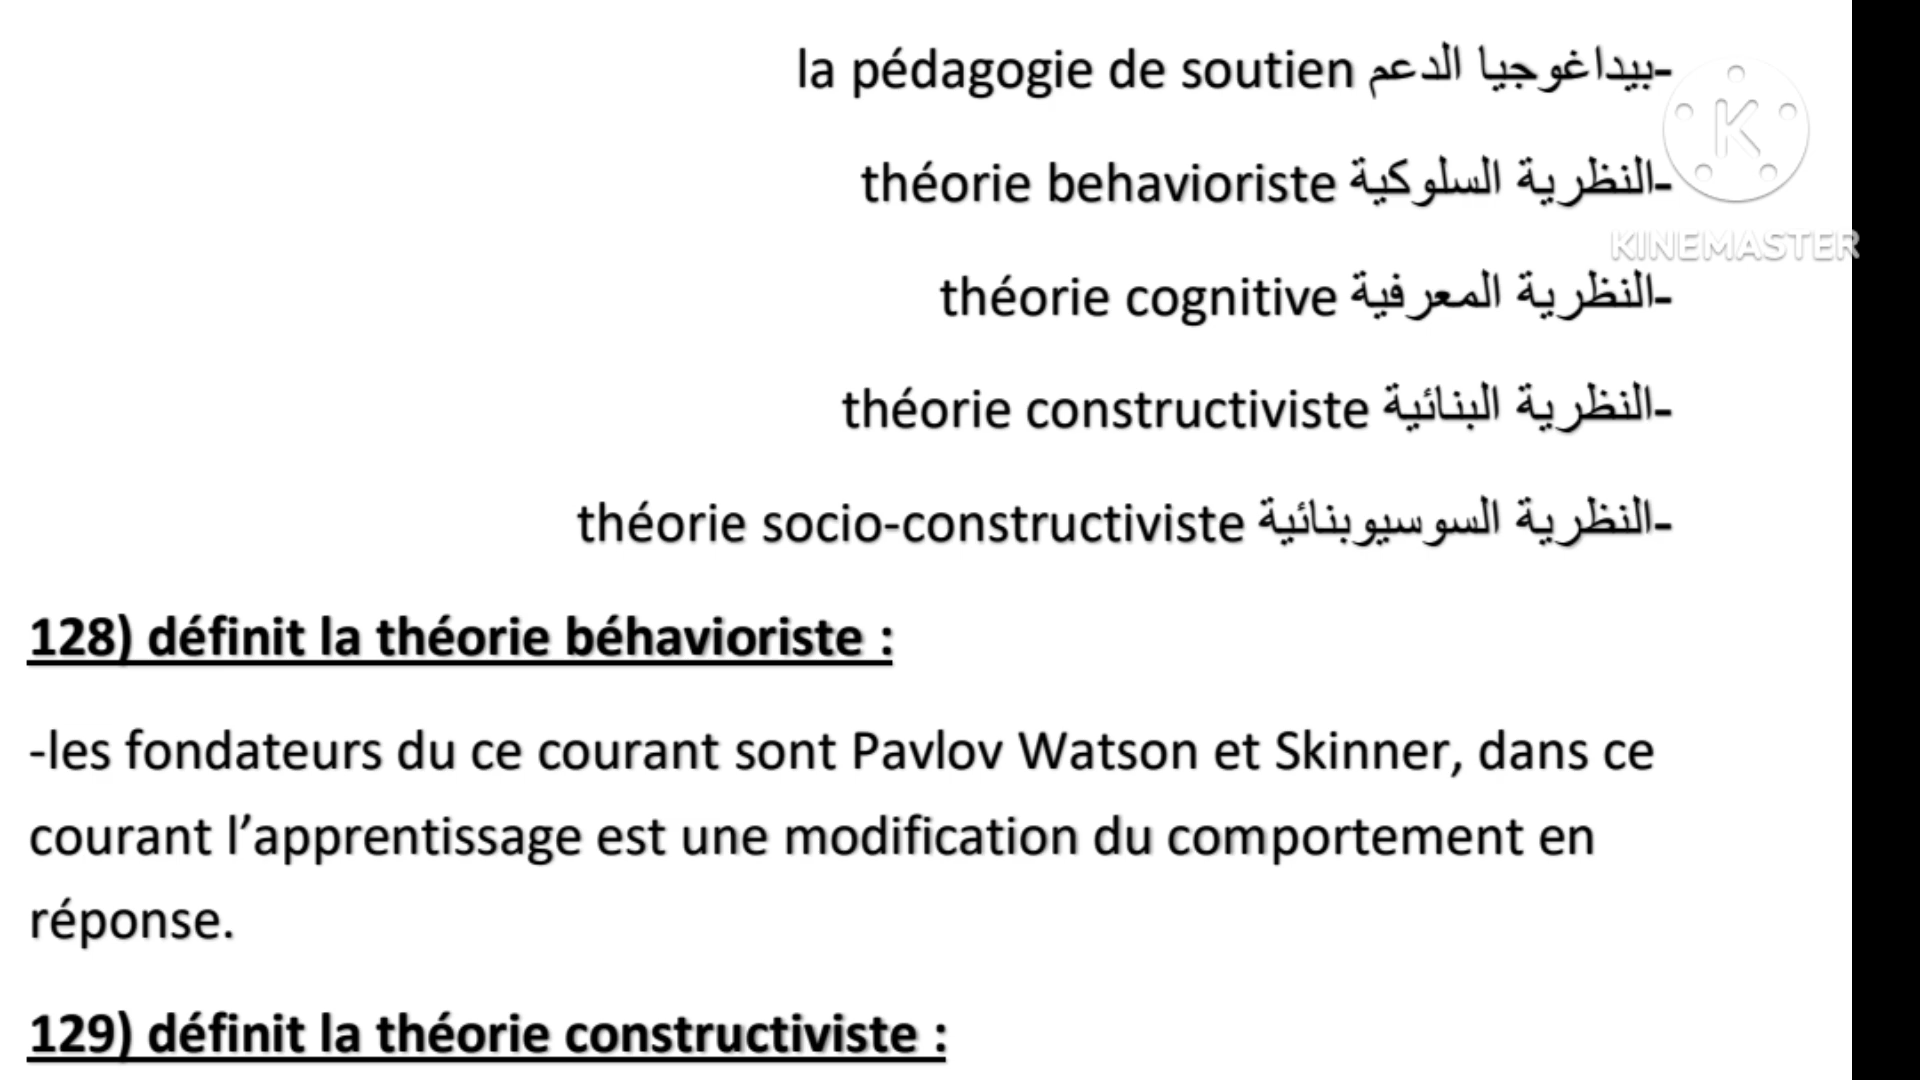 -بيداغوجيا الدعم la pédagogie de soutien
-النظرية السلوكية théorie behavioriste
-النظرية المعرفية théorie cognitive
-النظرية البنائية théorie constructiviste
-النظرية السوسيوبنائية théorie socio-constructiviste
128) définit la théorie béhavioriste :
-les fondateurs du ce courant sont Pavlov Watson et Skinner, dans ce
courant l’apprentissage est une modification du comportement en
réponse.
129) définit la théorie constructiviste :
K
KINEMASTER